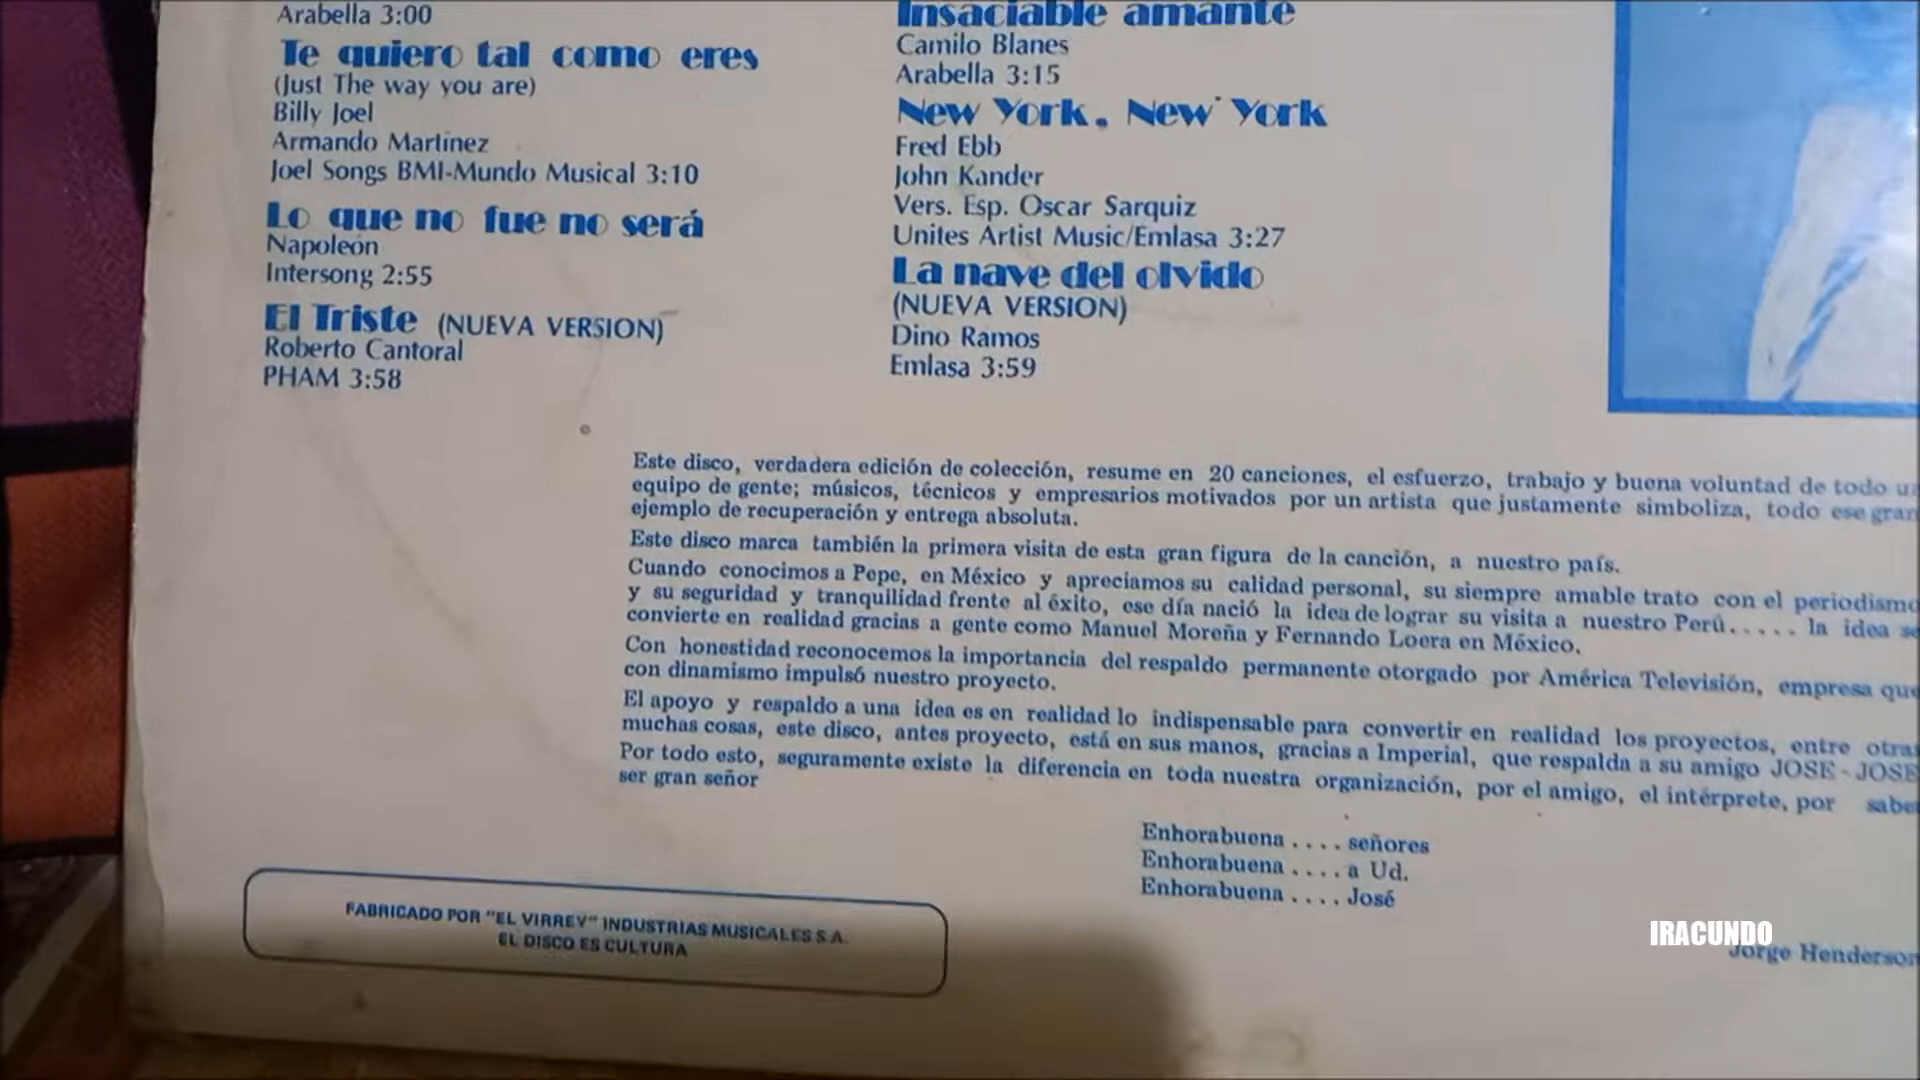 Arabella 3:00
Te quiero tal como eres
(Just The way you are)
Billy Joel
Armando Martínez
Joel Songs BMI-Mundo Musical 3:10
Lo que no fue no será
Napoleón
Intersong 2:55
El Triste (NUEVA VERSION)
Roberto Cantoral
PHAM 3:58
Insaciable amante
Camilo Blanes
Arabella 3:15
New York, New York
Fred Ebb
John Kander
Vers. Esp. Oscar Sarquiz
Unites Artist Music/Emlasa 3:27
La nave del olvido
(NUEVA VERSION)
Dino Ramos
Emlasa 3:59
Este disco, verdadera edición de colección, resume en 20 canciones, el esfuerzo, trabajo y buena voluntad de todo
equipo de gente; músicos, técnicos y empresarios motivados por un artista que justamente simboliza, todo ese gran
ejemplo de recuperación y entrega absoluta.
Este disco marca también la primera visita de esta gran figura de la canción, a nuestro país.
Cuando conocimos a Pepe, en México y apreciamos su calidad personal, su siempre amable trato con el periodismo
y su seguridad y tranquilidad frente al éxito, ese día nació la idea de lograr su visita a nuestro Perú..... la idea se
convierte en realidad gracias a gente como Manuel Moreña y Fernando Loera en México.
Con honestidad reconocemos la importancia del respaldo permanente otorgado por América Televisión, empresa que
con dinamismo impulsó nuestro proyecto.
El apoyo y respaldo a una idea es en realidad lo indispensable para convertir en realidad los proyectos, entre otras
muchas cosas, este disco, antes proyecto, está en sus manos, gracias a Imperial, que respalda a su amigo JOSE - JOSE
Por todo esto, seguramente existe la diferencia en toda nuestra organización, por el amigo, el intérprete, por saber
ser gran señor
Enhorabuena .... señores
Enhorabuena .... a Ud.
Enhorabuena .... José
IRACUNDO
Jorge Henderson
FABRICADO POR "EL VIRREY" INDUSTRIAS MUSICALES S.A.
EL DISCO ES CULTURA